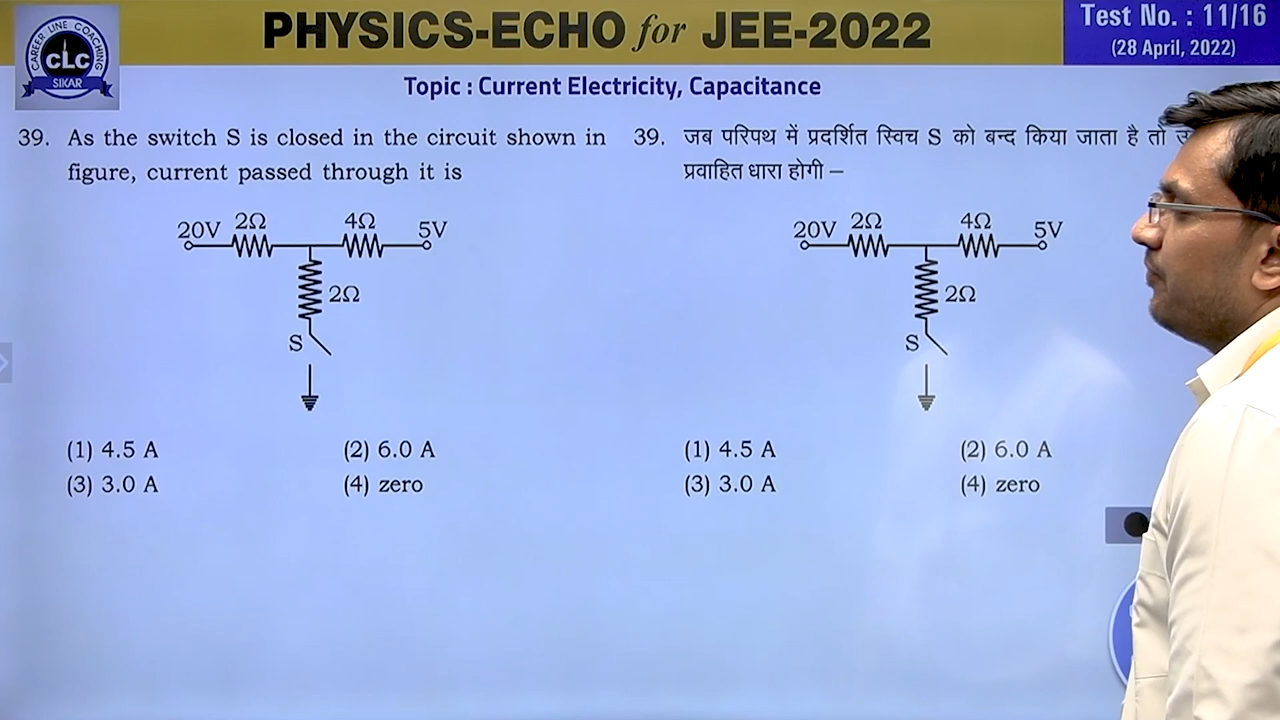 CAREER LINE COACHING
CLC
SIKAR
PHYSICS-ECHO for JEE-2022
Test No. : 11/16
(28 April, 2022)
Topic : Current Electricity, Capacitance
39. As the switch S is closed in the circuit shown in
figure, current passed through it is
20V 2Ω 4Ω 5V
2Ω
S
(1) 4.5 A (2) 6.0 A
(3) 3.0 A (4) zero
39. जब परिपथ में प्रदर्शित स्विच S को बन्द किया जाता है तो
प्रवाहित धारा होगी –
20V 2Ω 4Ω 5V
2Ω
S
(1) 4.5 A (2) 6.0 A
(3) 3.0 A (4) zero